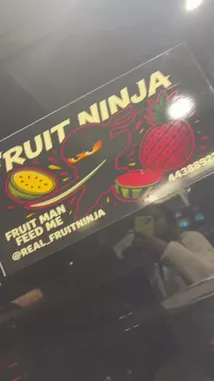 FRUIT NINJA
FRUIT MAN
FEED ME
@REAL_FRUITNINJA